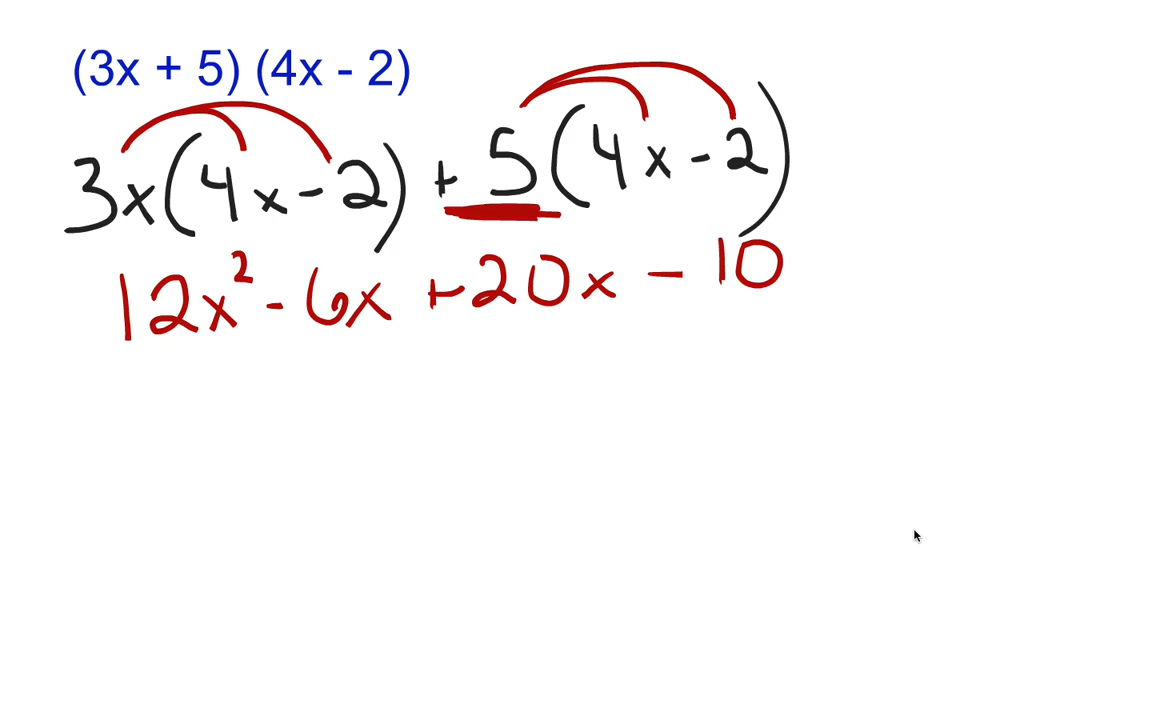 (3x + 5) (4x - 2)
3x(4x-2) + 5(4x-2)
12x² - 6x + 20x - 10